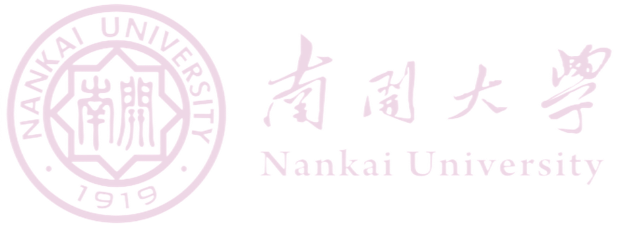 NANKAI UNIVERSITY
南開
1919
南開大學
Nankai University